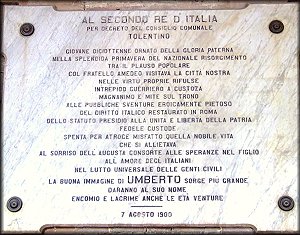 AL SECONDO RE D'ITALIA
PER DECRETO DEL CONSIGLIO COMUNALE
TOLENTINO
GIOVANE DICIOTTENNE ORNATO DELLA GLORIA PATERNA
NELLA SPLENDIDA PRIMAVERA DEL NAZIONALE RISORGIMENTO
TRA IL PLAUSO POPOLARE
COL FRATELLO AMEDEO VISITAVA LA CITTÀ NOSTRA
NELLE VIRTÙ PROPRIE RIFULSE
INTREPIDO GUERRIERO A CUSTOZA
MAGNANIMO E MITE SUL TRONO
ALLE PUBBLICHE SVENTURE EROICAMENTE PIETOSO
DEL DIRITTO ITALICO RESTAURATO IN ROMA
DELLO STATUTO PRESIDIO ALLA UNITÀ E LIBERTÀ DELLA PATRIA
FEDELE CUSTODE
SPENTA PER ATROCE MISFATTO QUELLA NOBILE VITA
CHE SI ALLIETAVA
AL SORRISO DELL'AUGUSTA CONSORTE ALLE SPERANZE NEL FIGLIO
ALL'AMORE DEGL'ITALIANI
NEL LUTTO UNIVERSALE DELLE GENTI CIVILI
LA BUONA IMMAGINE DI UMBERTO SORGE PIÙ GRANDE
DARANNO AL SUO NOME
ENCOMIO E LACRIME ANCHE LE ETÀ VENTURE
7 AGOSTO 1900